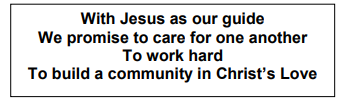 With Jesus as our guide
We promise to care for one another
To work hard
To build a community in Christ’s Love